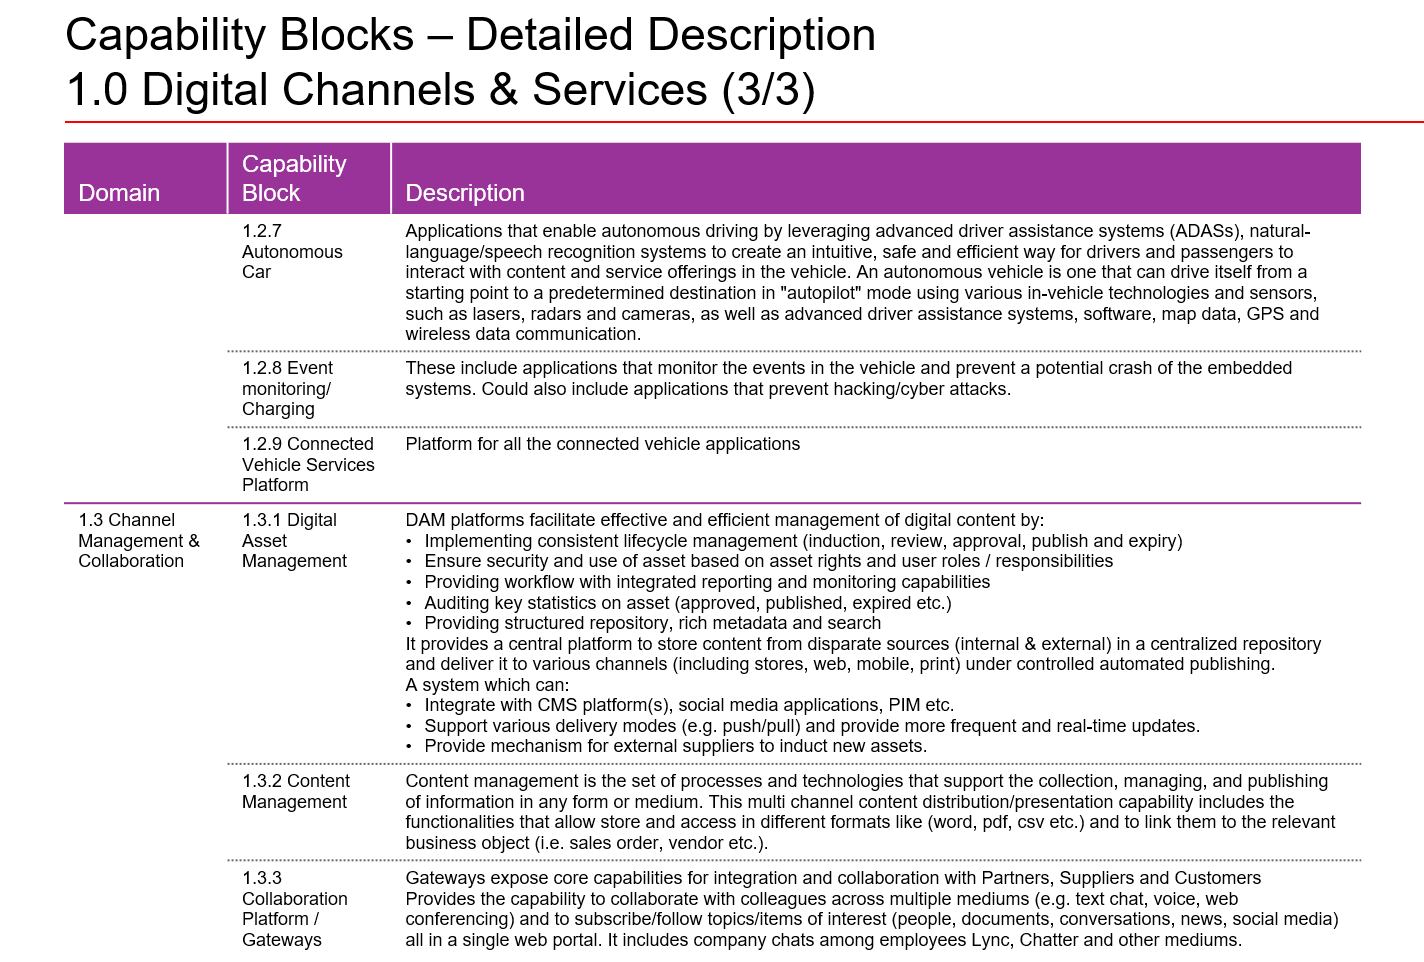 Capability Blocks – Detailed Description
1.0 Digital Channels & Services (3/3)
Domain
Capability
Block
Description
1.2.7
Autonomous
Car
Applications that enable autonomous driving by leveraging advanced driver assistance systems (ADASs), natural-
language/speech recognition systems to create an intuitive, safe and efficient way for drivers and passengers to
interact with content and service offerings in the vehicle. An autonomous vehicle is one that can drive itself from a
starting point to a predetermined destination in "autopilot" mode using various in-vehicle technologies and sensors,
such as lasers, radars and cameras, as well as advanced driver assistance systems, software, map data, GPS and
wireless data communication.
1.2.8 Event
monitoring/
Charging
These include applications that monitor the events in the vehicle and prevent a potential crash of the embedded
systems. Could also include applications that prevent hacking/cyber attacks.
1.2.9 Connected
Vehicle Services
Platform
Platform for all the connected vehicle applications
1.3 Channel
Management &
Collaboration
1.3.1 Digital
Asset
Management
DAM platforms facilitate effective and efficient management of digital content by:
• Implementing consistent lifecycle management (induction, review, approval, publish and expiry)
• Ensure security and use of asset based on asset rights and user roles / responsibilities
• Providing workflow with integrated reporting and monitoring capabilities
• Auditing key statistics on asset (approved, published, expired etc.)
• Providing structured repository, rich metadata and search
It provides a central platform to store content from disparate sources (internal & external) in a centralized repository
and deliver it to various channels (including stores, web, mobile, print) under controlled automated publishing.
A system which can:
• Integrate with CMS platform(s), social media applications, PIM etc.
• Support various delivery modes (e.g. push/pull) and provide more frequent and real-time updates.
• Provide mechanism for external suppliers to induct new assets.
1.3.2 Content
Management
Content management is the set of processes and technologies that support the collection, managing, and publishing
of information in any form or medium. This multi channel content distribution/presentation capability includes the
functionalities that allow store and access in different formats like (word, pdf, csv etc.) and to link them to the relevant
business object (i.e. sales order, vendor etc.).
1.3.3
Collaboration
Platform /
Gateways
Gateways expose core capabilities for integration and collaboration with Partners, Suppliers and Customers
Provides the capability to collaborate with colleagues across multiple mediums (e.g. text chat, voice, web
conferencing) and to subscribe/follow topics/items of interest (people, documents, conversations, news, social media)
all in a single web portal. It includes company chats among employees Lync, Chatter and other mediums.